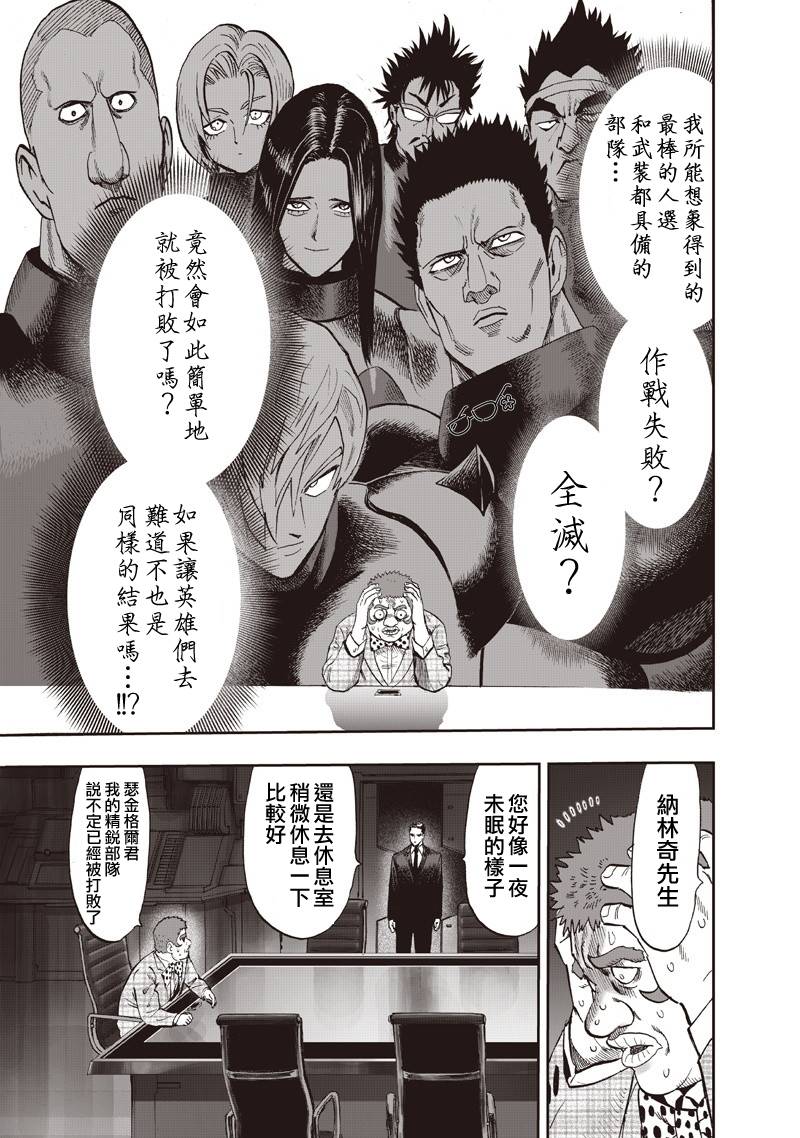 我所能想象得到的
最棒的人選
和武裝都具備的
部隊…
作戰失敗？
全滅？
竟然會如此簡單地
就被打敗了嗎？
如果讓英雄們去
難道不也是
同樣的結果嗎…
!!?
納林奇先生
您好像一夜
未眠的樣子
還是去休息室
稍微休息一下
比較好
瑟金格爾君
我的精鋭部隊
説不定已經被打敗了